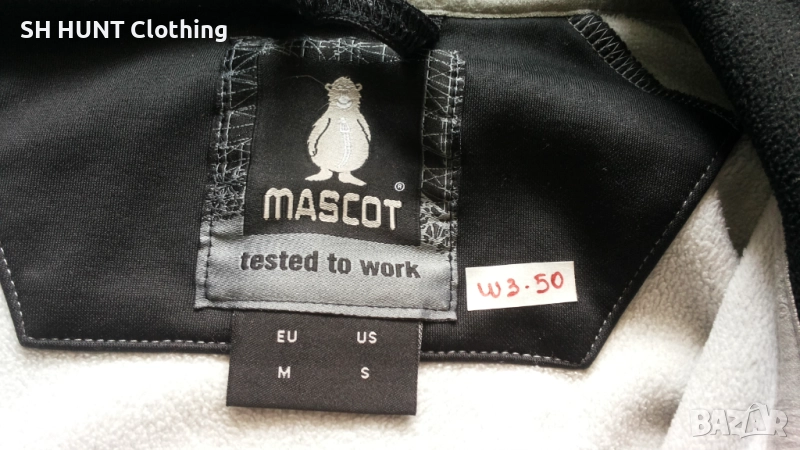 SH HUNT Clothing
MASCOT®
tested to work
W3.50
EU US
M S
BAZAR